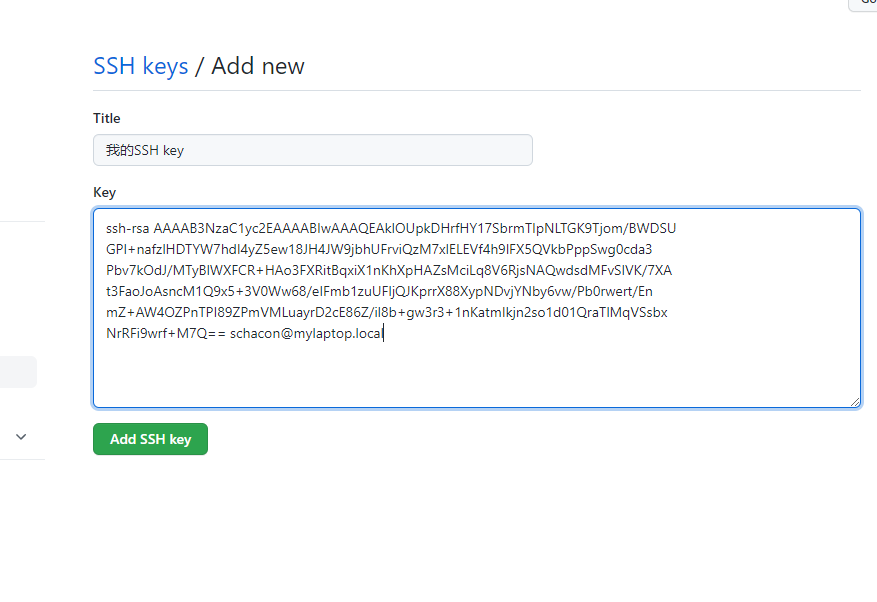 SSH keys / Add new
Title
我的SSH key
Key
ssh-rsa AAAAB3NzaC1yc2EAAAABIwAAAQEAklOUpkDHrfHY17SbrmTIpNLTGK9Tjom/BWDSU
GPl+nafzlHDTYW7hdI4yZ5ew18JH4JW9jbhUFrviQzM7xlELEVf4h9lFX5QVkbPppSwg0cda3
Pbv7kOdJ/MTyBlWXFCR+HAo3FXRitBqxiX1nKhXpHAZsMciLq8V6RjsNAQwdsdMFvSlVK/7XA
t3FaoJoAsncM1Q9x5+3V0Ww68/eIFmb1zuUFljQJKprrX88XypNDvjYNby6vw/Pb0rwert/En
mZ+AW4OZPnTPI89ZPmVMLuayrD2cE86Z/il8b+gw3r3+1nKatmIkjn2so1d01QraTlMqVSsbx
NrRFi9wrf+M7Q== schacon@mylaptop.local
Add SSH key